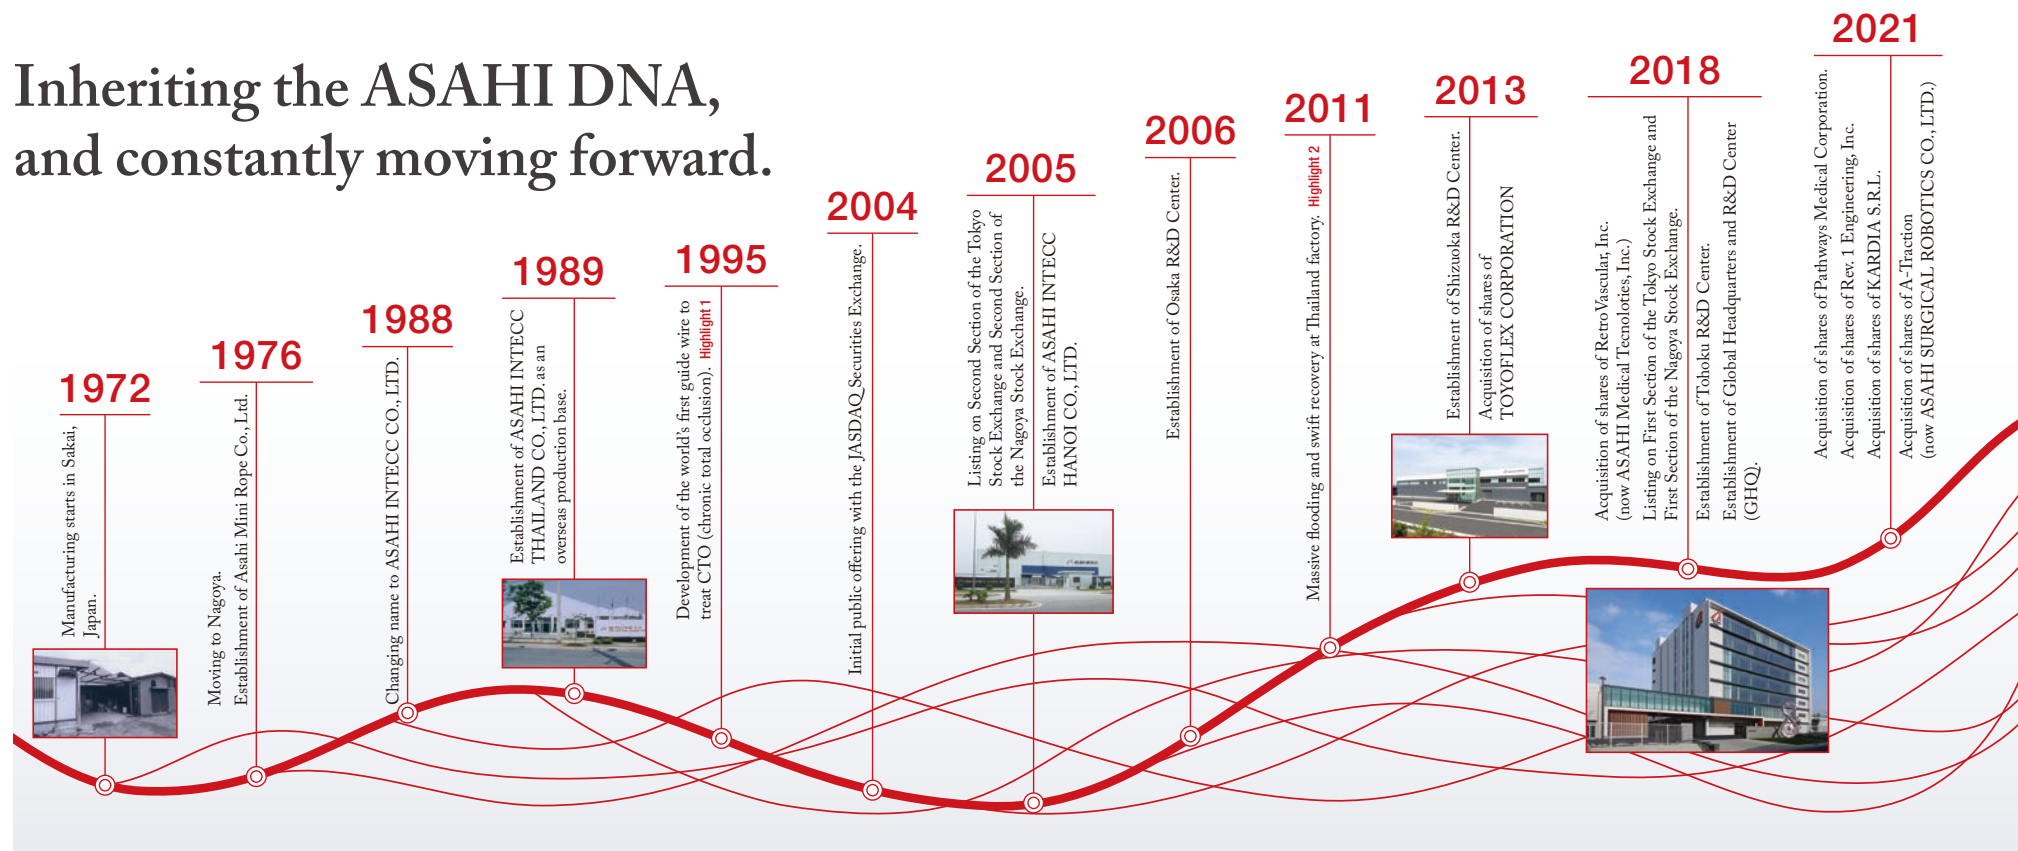 Inheriting the ASAHI DNA,
and constantly moving forward.
1972
Manufacturing starts in Sakai,
Japan.
1976
Moving to Nagoya.
Establishment of Asahi Mini Rope Co., Ltd.
1988
Changing name to ASAHI INTECC CO., LTD.
1989
Establishment of ASAHI INTECC
THAILAND CO., LTD. as an
overseas production base.
1995
Development of the world's first guide wire to
treat CTO (chronic total occlusion). Highlight 1
2004
Initial public offering with the JASDAQ Securities Exchange.
2005
Listing on Second Section of the Tokyo
Stock Exchange and Second Section of
the Nagoya Stock Exchange.
Establishment of ASAHI INTECC
HANOI CO., LTD.
2006
Establishment of Osaka R&D Center.
2011
Massive flooding and swift recovery at Thailand factory. Highlight 2
2013
Establishment of Shizuoka R&D Center.
Acquisition of shares of
TOYOFLEX CORPORATION
2018
Acquisition of shares of RetroVascular, Inc.
(now ASAHI Medical Tecnoloties, Inc.)
Listing on First Section of the Tokyo Stock Exchange and
First Section of the Nagoya Stock Exchange.
Establishment of Tohoku R&D Center.
Establishment of Global Headquarters and R&D Center
(GHQ).
2021
Acquisition of shares of Pathways Medical Corporation.
Acquisition of shares of Rev. 1 Engineering, Inc.
Acquisition of shares of KARDIA S.R.L.
Acquisition of shares of A-Traction
(now ASAHI SURGICAL ROBOTICS CO., LTD.)